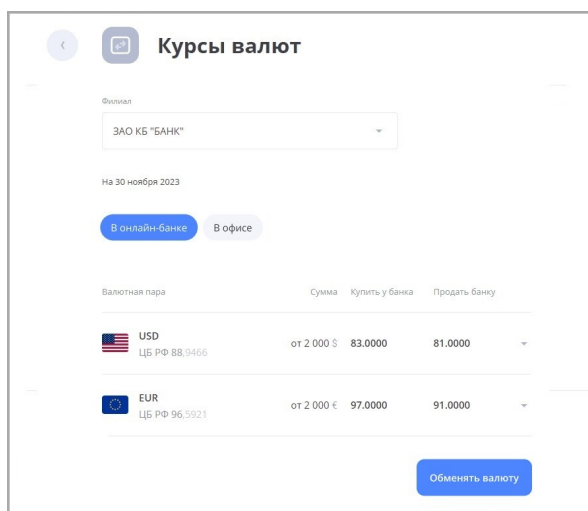 Курсы валют
Филиал
ЗАО КБ "БАНК"
На 30 ноября 2023
В онлайн-банке В офисе
Валютная пара Сумма Купить у банка Продать банку
USD
ЦБ РФ 88,9466 от 2 000 $ 83.0000 81.0000
EUR
ЦБ РФ 96,5921 от 2 000 € 97.0000 91.0000
Обменять валюту